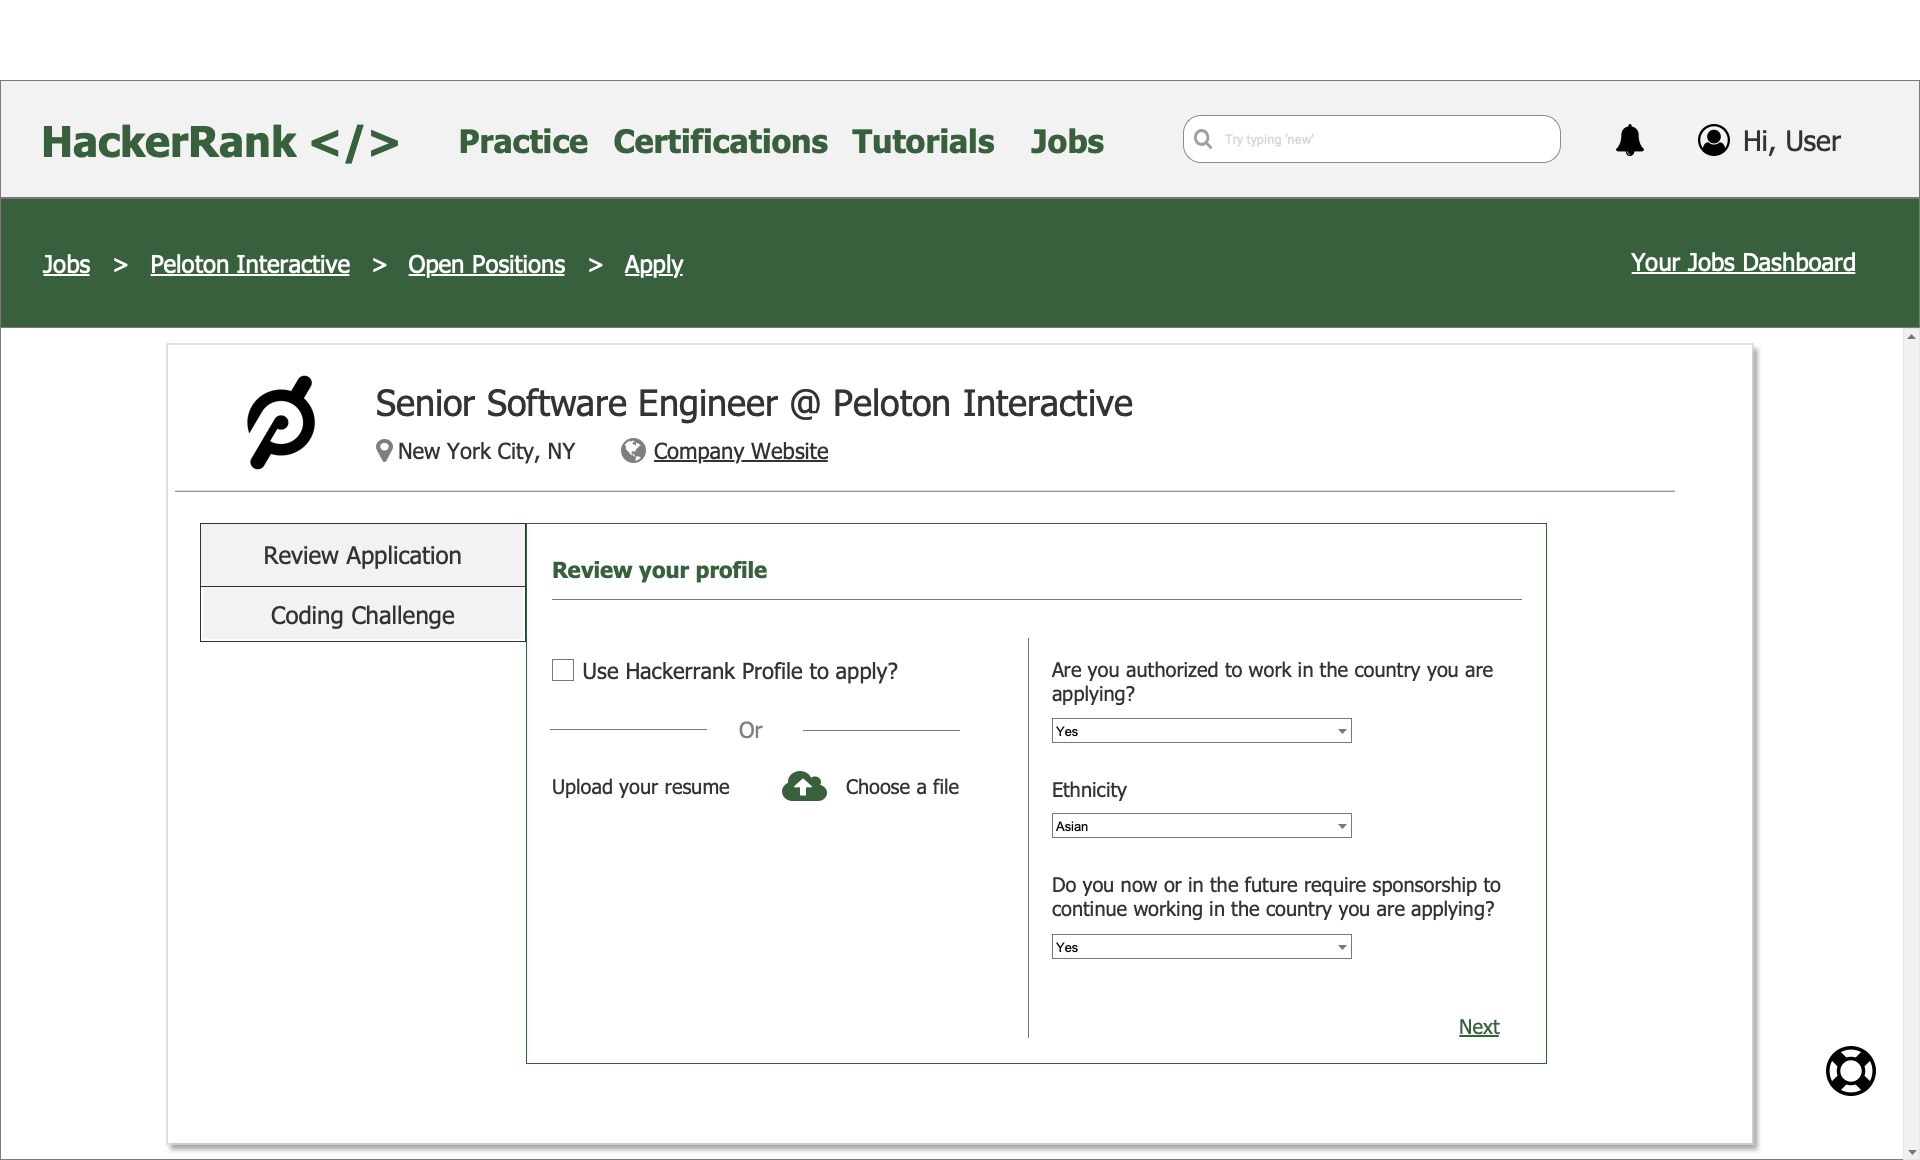 HackerRank </> Practice Certifications Tutorials Jobs Try typing 'new' Hi, User
Jobs > Peloton Interactive > Open Positions > Apply Your Jobs Dashboard
Senior Software Engineer @ Peloton Interactive
New York City, NY Company Website
Review Application
Coding Challenge
Review your profile
Use Hackerrank Profile to apply?
Or
Upload your resume Choose a file
Are you authorized to work in the country you are
applying?
Yes
Ethnicity
Asian
Do you now or in the future require sponsorship to
continue working in the country you are applying?
Yes
Next